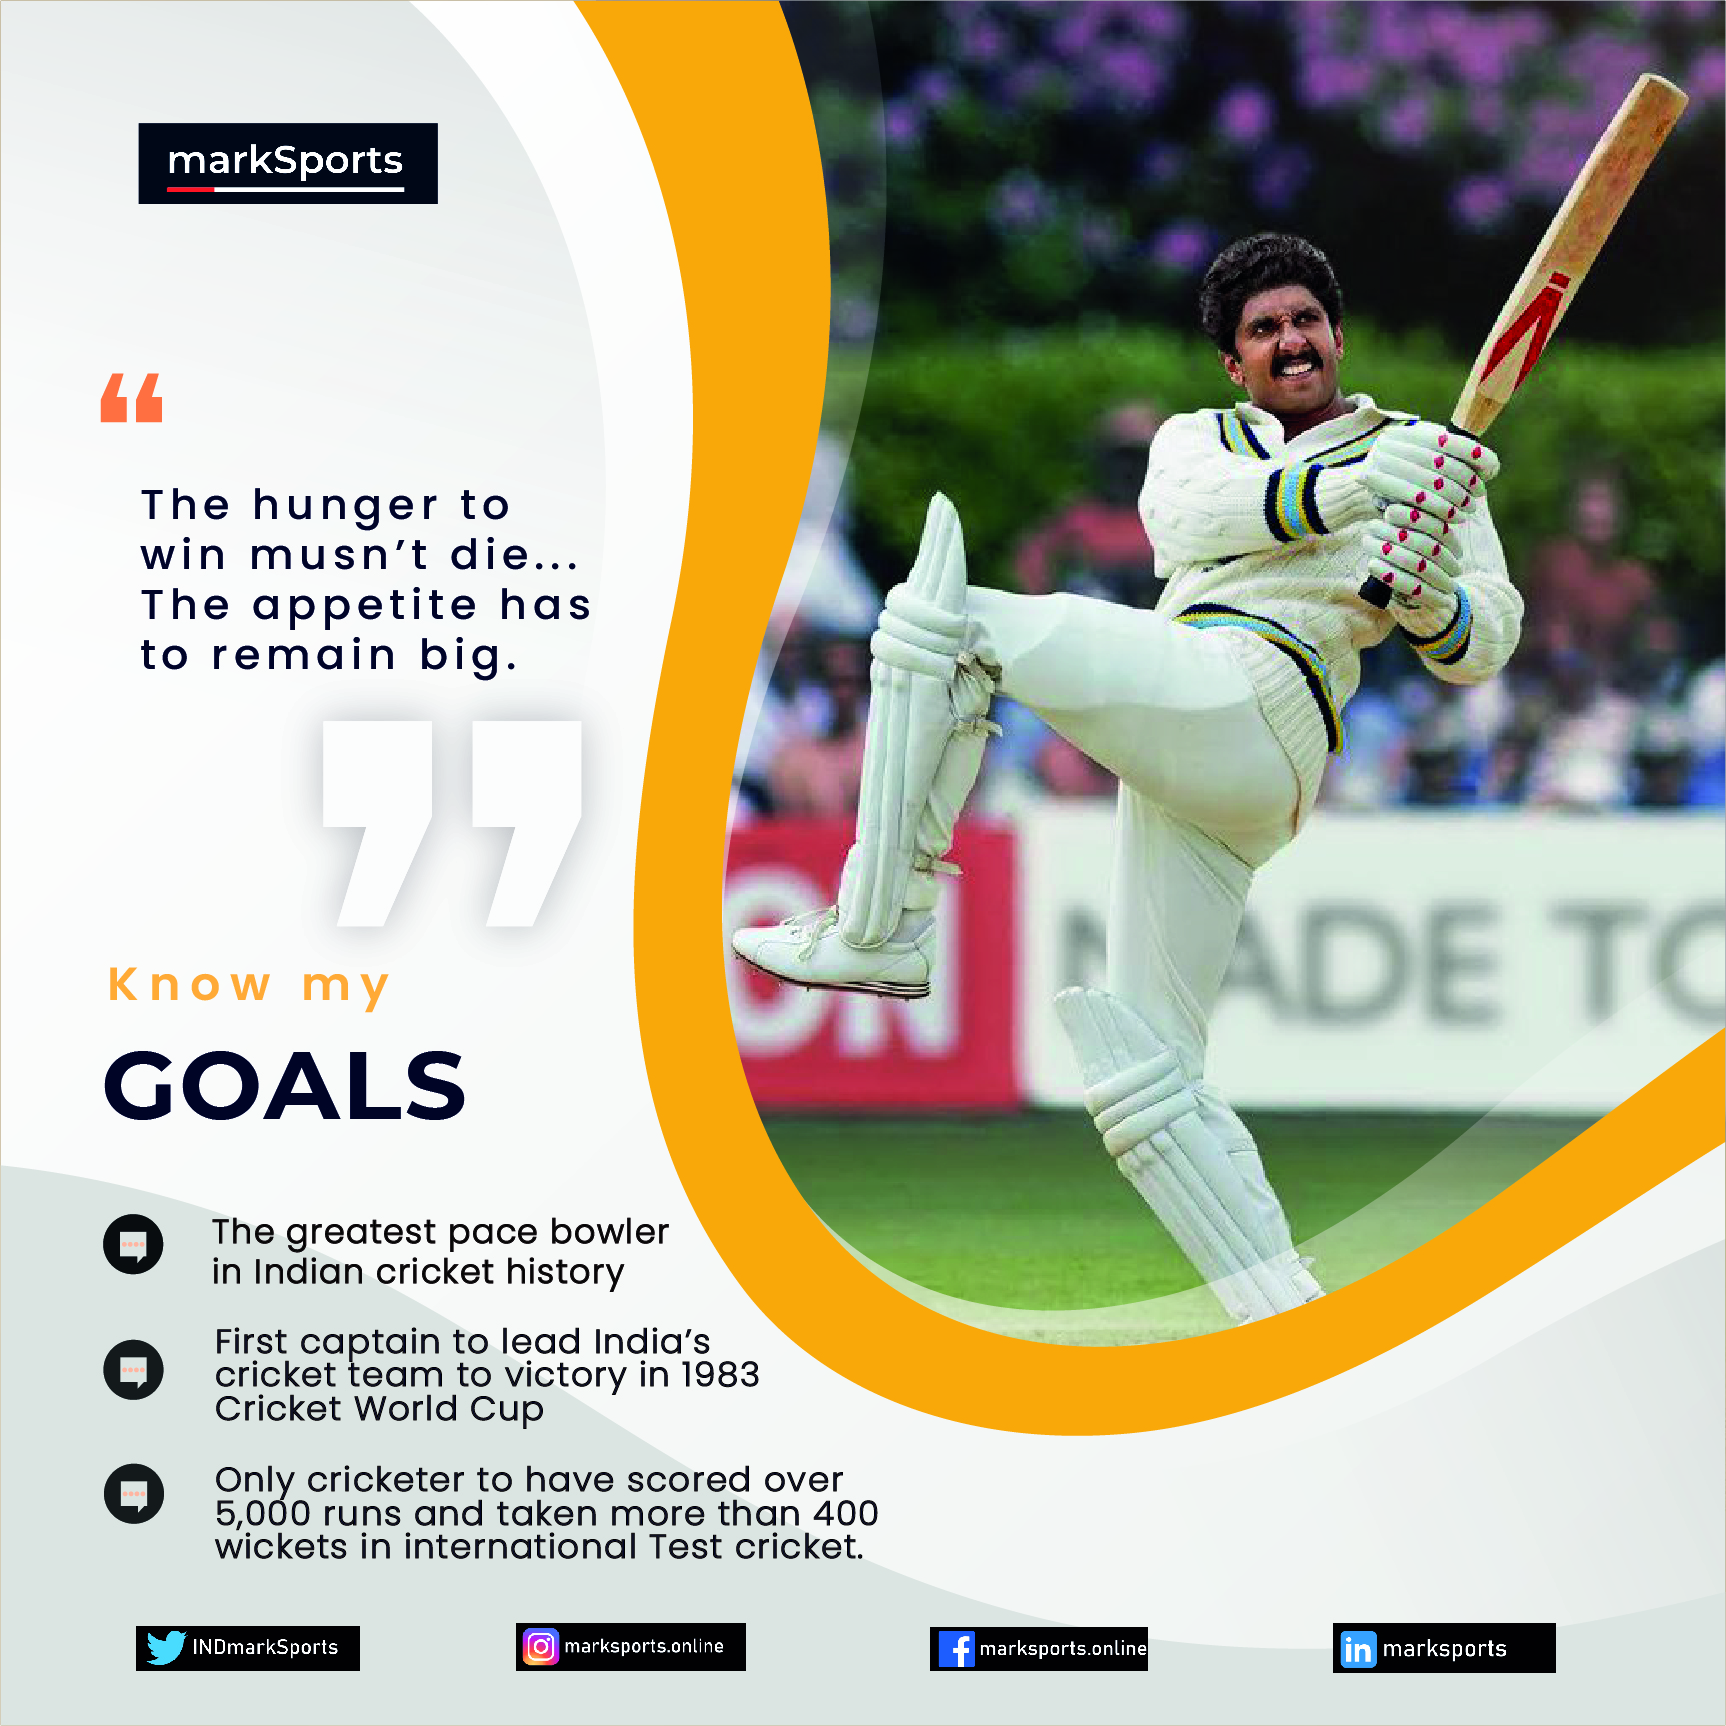 markSports
“
The hunger to
win musn’t die...
The appetite has
to remain big.
”
Know my
GOALS
The greatest pace bowler
in Indian cricket history
First captain to lead India’s
cricket team to victory in 1983
Cricket World Cup
Only cricketer to have scored over
5,000 runs and taken more than 400
wickets in international Test cricket.
ON
MADE TO
INDmarkSports
marksports.online
marksports.online
marksports